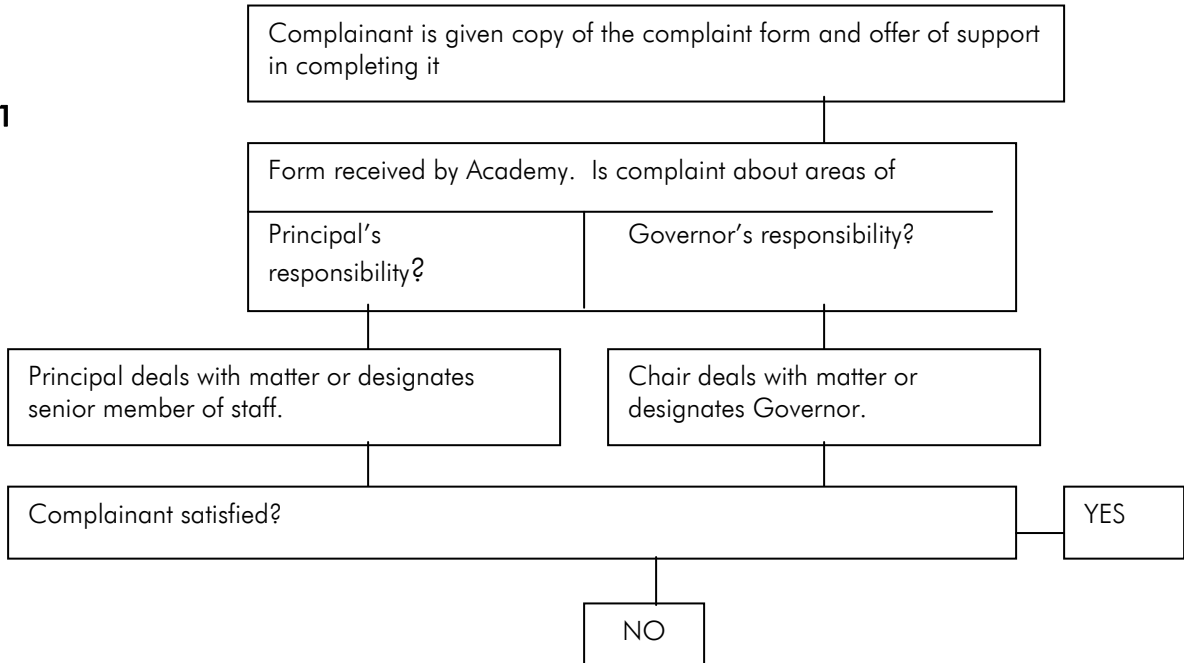 Complainant is given copy of the complaint form and offer of support
in completing it
1
Form received by Academy. Is complaint about areas of
Principal's
responsibility?
Governor's responsibility?
Principal deals with matter or designates
senior member of staff.
Chair deals with matter or
designates Governor.
Complainant satisfied?
YES
NO